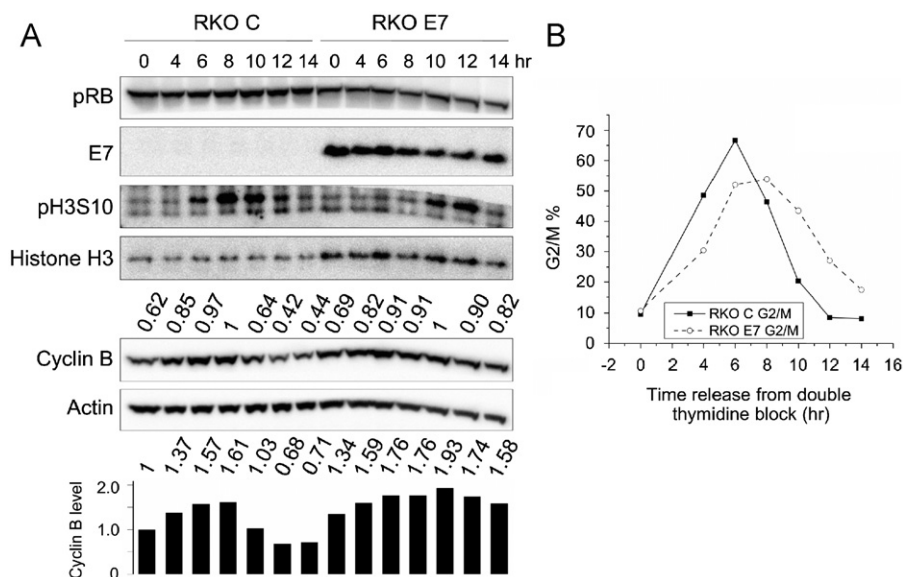 A
RKO C RKO E7
0 4 6 8 10 12 14 0 4 6 8 10 12 14 hr
pRB
E7
pH3S10
Histone H3
0.62 0.85 0.97 1 0.64 0.42 0.44 0.69 0.82 0.91 0.91 1 0.90 0.82
Cyclin B
Actin
1 1.37 1.57 1.61 1.03 0.68 0.71 1.34 1.59 1.76 1.76 1.93 1.74 1.58
Cyclin B level
2.0
1.0
0
B
G2/M %
70
60
50
40
30
20
10
0
RKO C G2/M
RKO E7 G2/M
-2 0 2 4 6 8 10 12 14 16
Time release from double
thymidine block (hr)